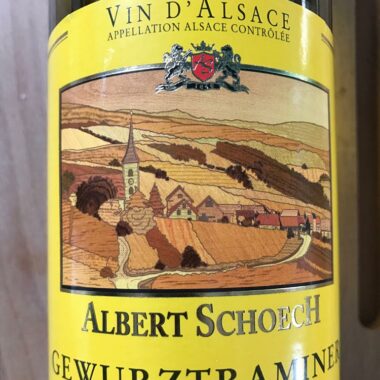 VIN D'ALSACE
APPELLATION ALSACE CONTRÔLÉE
ALBERT SCHOECH
GEWURZTRAMINER